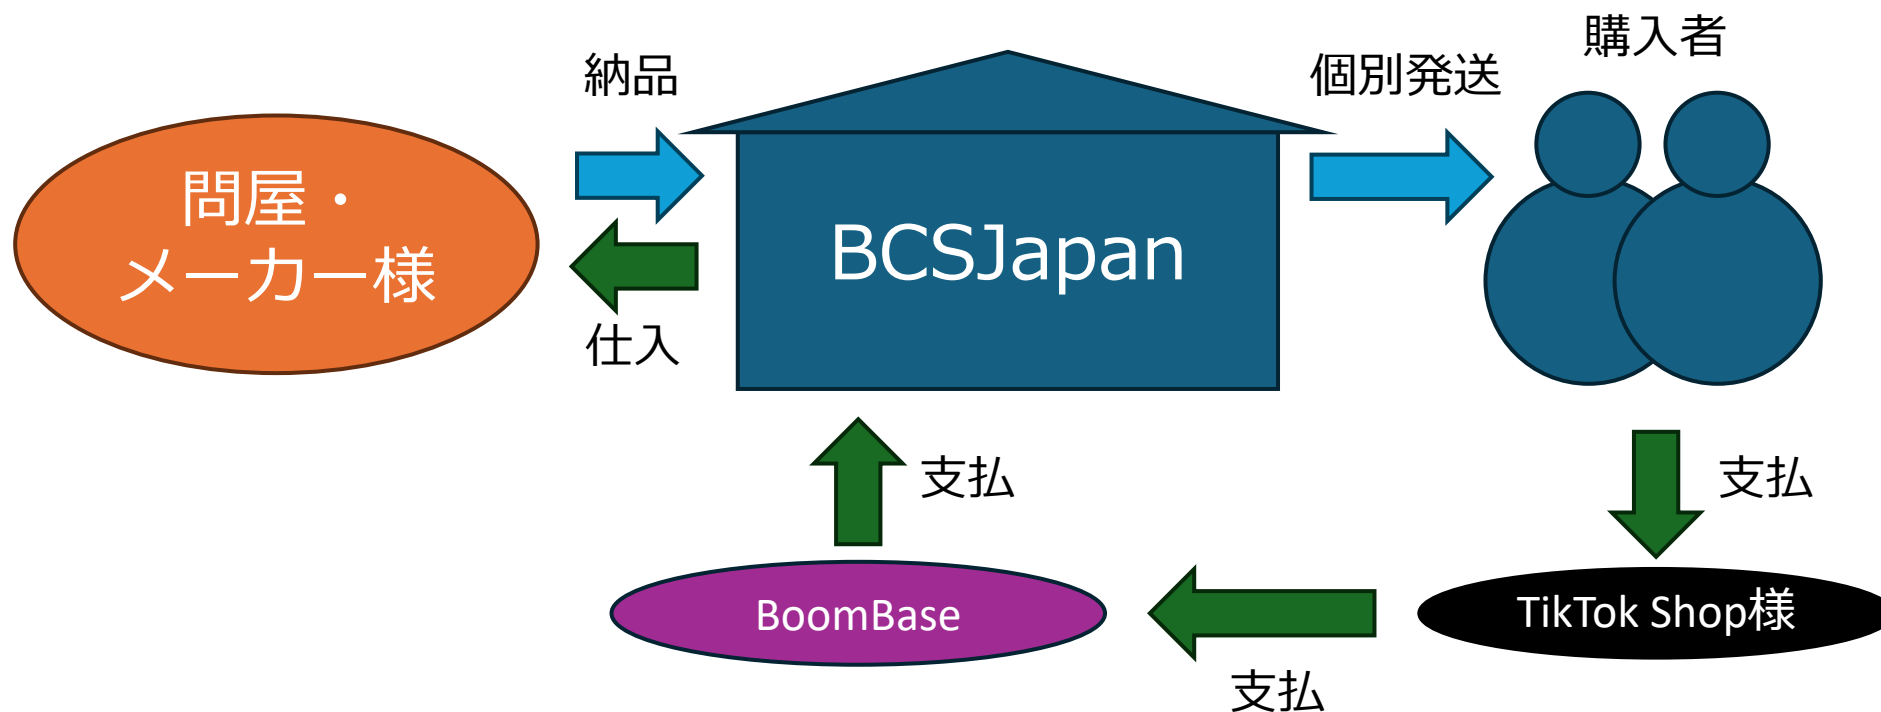 購入者
納品
個別発送
問屋・
メーカー様
BCSJapan
仕入
支払
支払
BoomBase
TikTok Shop様
支払